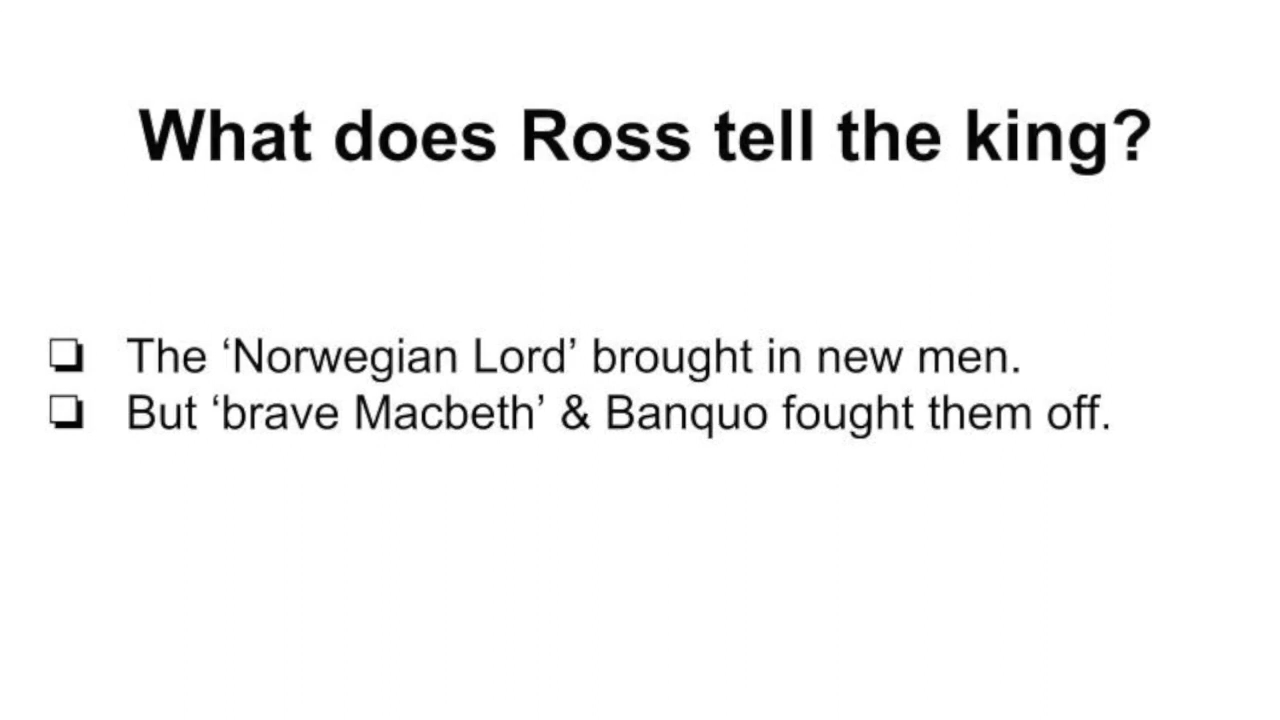 What does Ross tell the king?
❏ The ‘Norwegian Lord’ brought in new men.
❏ But ‘brave Macbeth’ & Banquo fought them off.